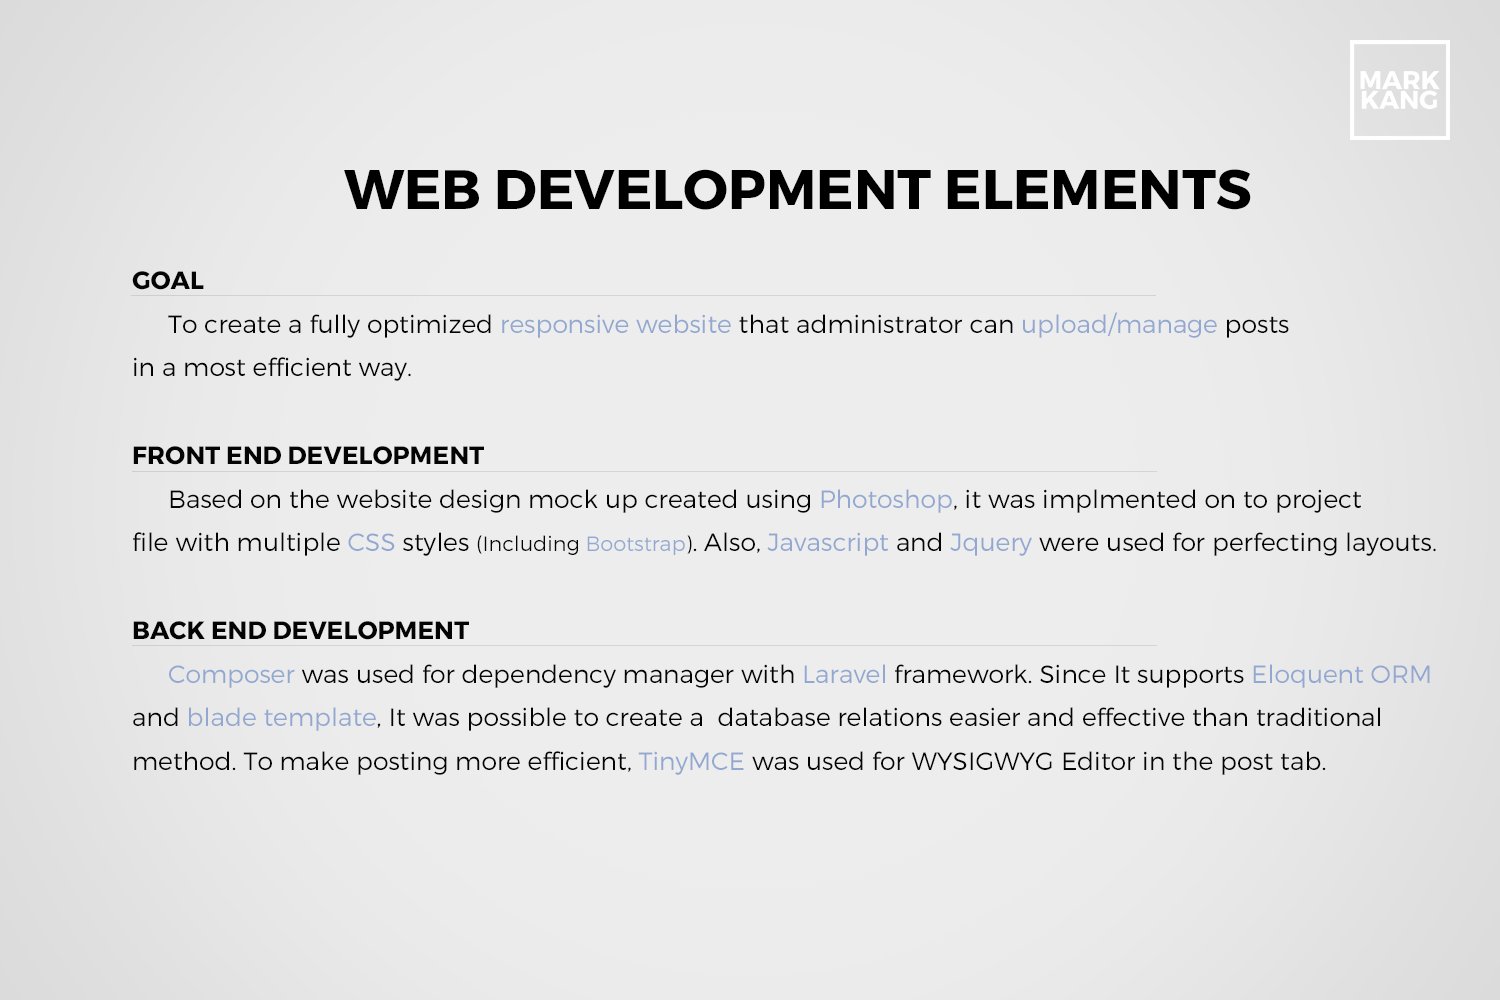 MARK
KANG
WEB DEVELOPMENT ELEMENTS
GOAL
To create a fully optimized responsive website that administrator can upload/manage posts
in a most efficient way.
FRONT END DEVELOPMENT
Based on the website design mock up created using Photoshop, it was implmented on to project
file with multiple CSS styles (Including Bootstrap). Also, Javascript and Jquery were used for perfecting layouts.
BACK END DEVELOPMENT
Composer was used for dependency manager with Laravel framework. Since It supports Eloquent ORM
and blade template, It was possible to create a  database relations easier and effective than traditional
method. To make posting more efficient, TinyMCE was used for WYSIGWYG Editor in the post tab.